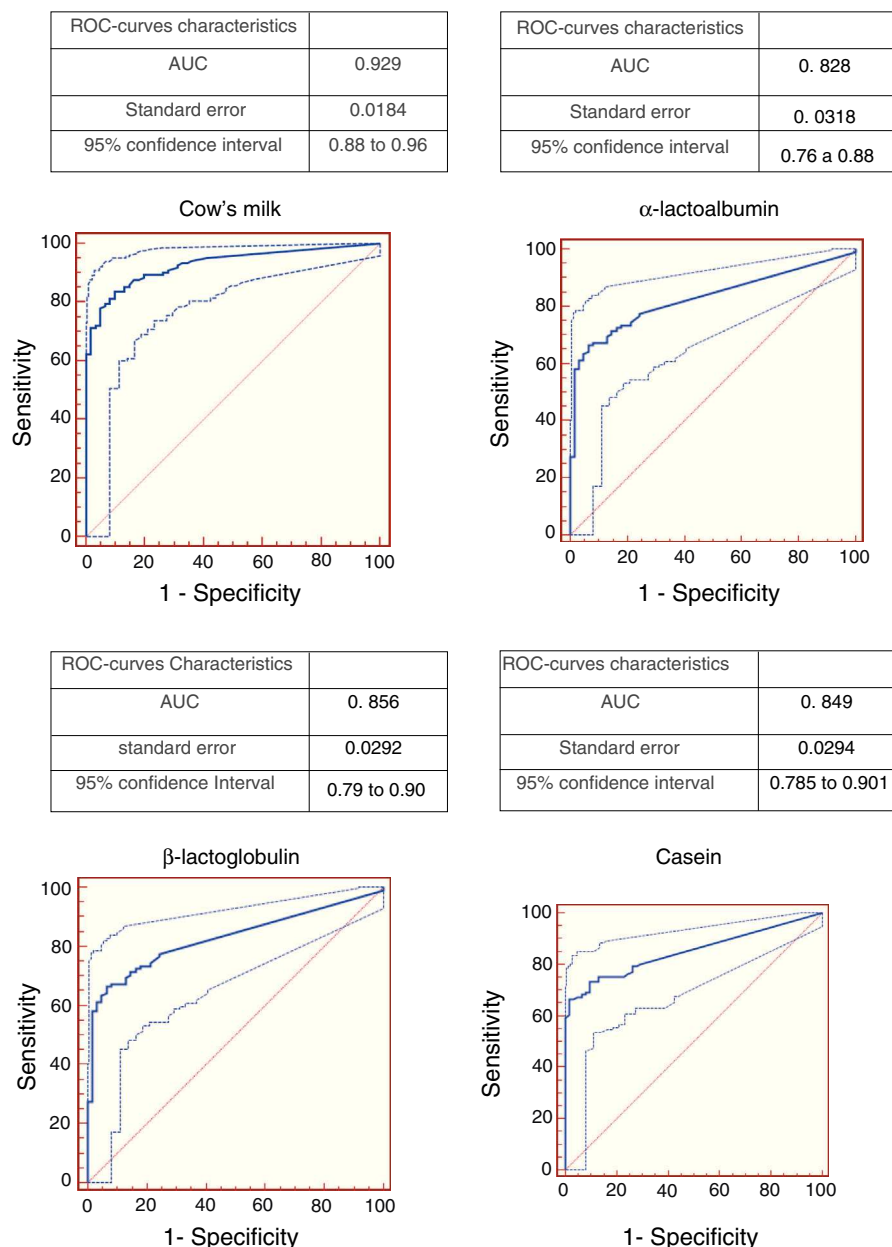 ROC-curves characteristics
AUC 0.929
Standard error 0.0184
95% confidence interval 0.88 to 0.96
ROC-curves characteristics
AUC 0. 828
Standard error 0. 0318
95% confidence interval 0.76 a 0.88
Cow's milk
100
80
60
40
20
0
Sensitivity
0 20 40 60 80 100
1 - Specificity
α-lactoalbumin
100
80
60
40
20
0
Sensitivity
0 20 40 60 80 100
1 - Specificity
ROC-curves Characteristics
AUC 0. 856
standard error 0.0292
95% confidence Interval 0.79 to 0.90
ROC-curves characteristics
AUC 0. 849
Standard error 0.0294
95% confidence interval 0.785 to 0.901
β-lactoglobulin
100
80
60
40
20
0
Sensitivity
0 20 40 60 80 100
1- Specificity
Casein
100
80
60
40
20
0
Sensitivity
0 20 40 60 80 100
1 - Specificity